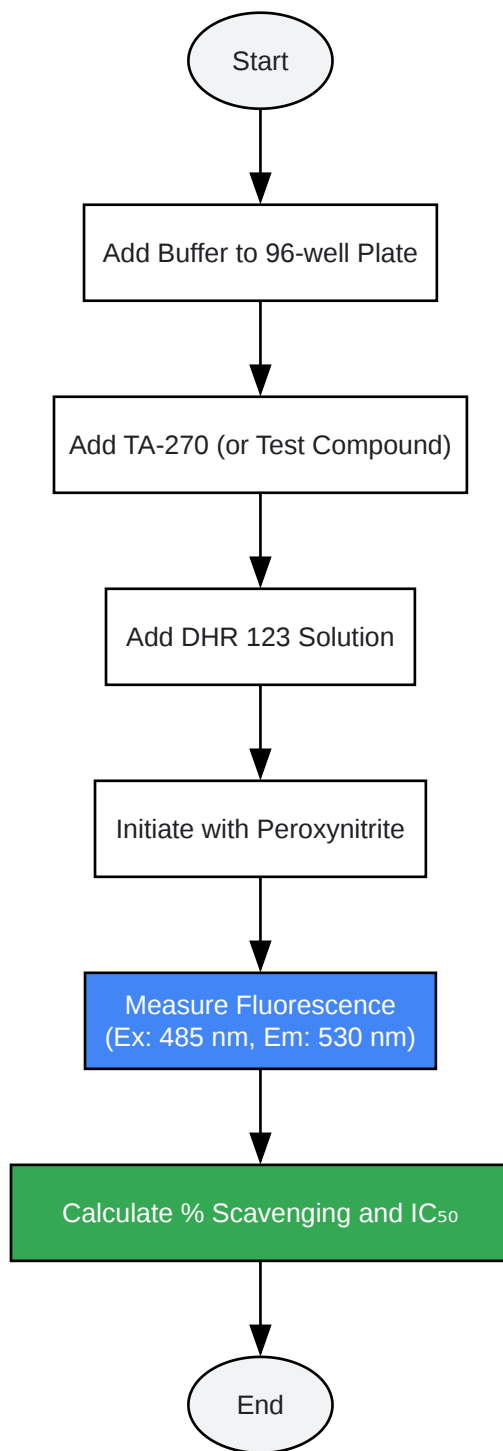 Start
Add Buffer to 96-well Plate
Add TA-270 (or Test Compound)
Add DHR 123 Solution
Initiate with Peroxynitrite
Measure Fluorescence
(Ex: 485 nm, Em: 530 nm)
Calculate % Scavenging and IC₅₀
End